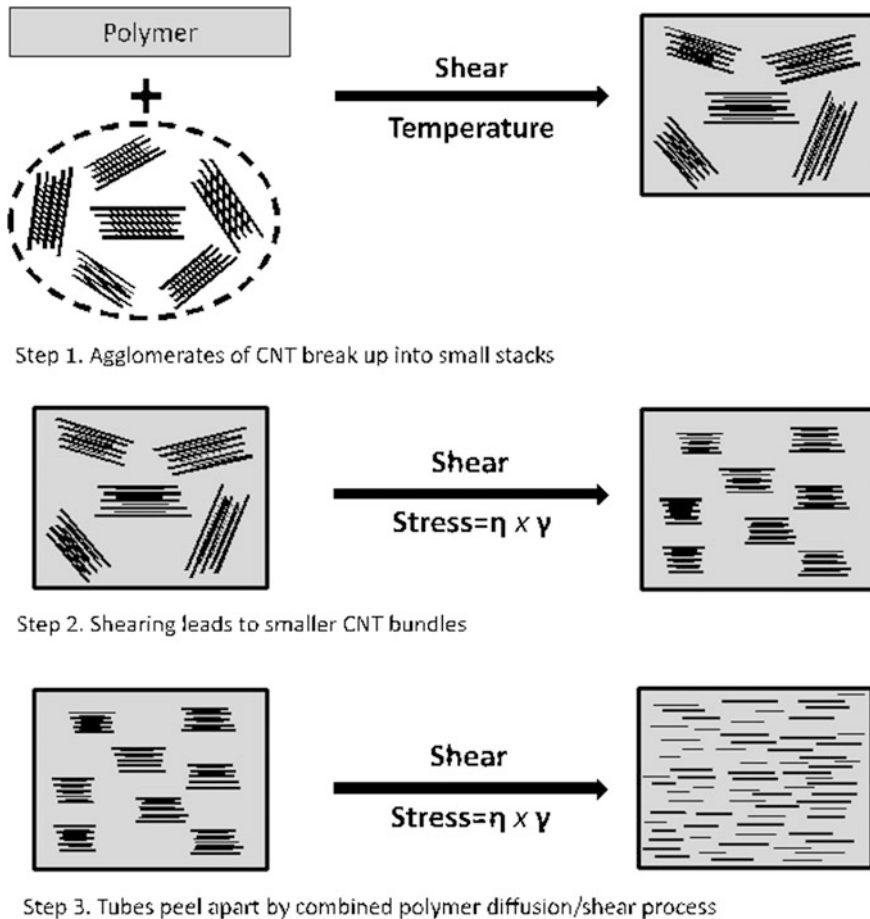 Polymer
+
Shear
Temperature
Step 1. Agglomerates of CNT break up into small stacks
Shear
Stress=η x γ
Step 2. Shearing leads to smaller CNT bundles
Shear
Stress=η x γ
Step 3. Tubes peel apart by combined polymer diffusion/shear process